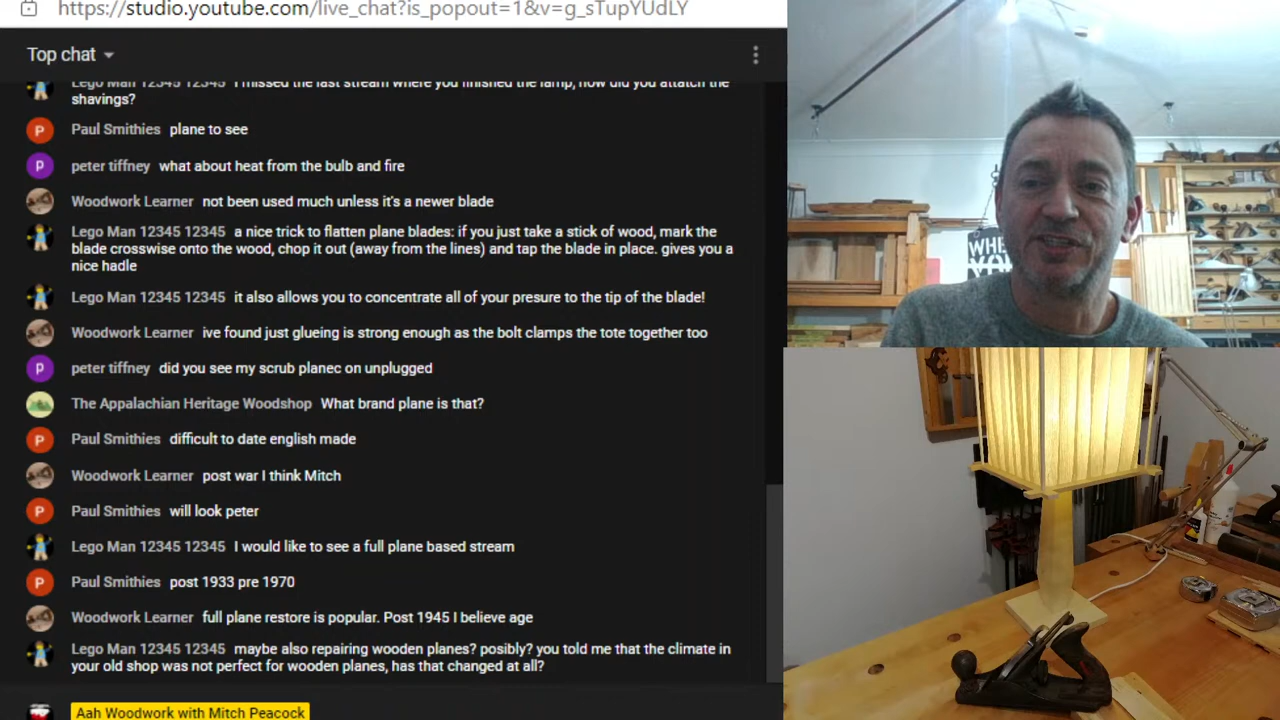 https://studio.youtube.com/live_chat?is_popout=1&v=g_sTupYUdLY
Top chat
Lego Man 12345 12345 I missed the last stream where you finished the lamp, how did you attatch the
shavings?
P Paul Smithies plane to see
p peter tiffney what about heat from the bulb and fire
Woodwork Learner not been used much unless it's a newer blade
Lego Man 12345 12345 a nice trick to flatten plane blades: if you just take a stick of wood, mark the
blade crosswise onto the wood, chop it out (away from the lines) and tap the blade in place. gives you a
nice hadle
Lego Man 12345 12345 it also allows you to concentrate all of your presure to the tip of the blade!
Woodwork Learner ive found just glueing is strong enough as the bolt clamps the tote together too
p peter tiffney did you see my scrub planec on unplugged
The Appalachian Heritage Woodshop What brand plane is that?
P Paul Smithies difficult to date english made
Woodwork Learner post war I think Mitch
P Paul Smithies will look peter
Lego Man 12345 12345 I would like to see a full plane based stream
P Paul Smithies post 1933 pre 1970
Woodwork Learner full plane restore is popular. Post 1945 I believe age
Lego Man 12345 12345 maybe also repairing wooden planes? posibly? you told me that the climate in
your old shop was not perfect for wooden planes, has that changed at all?
Aah Woodwork with Mitch Peacock